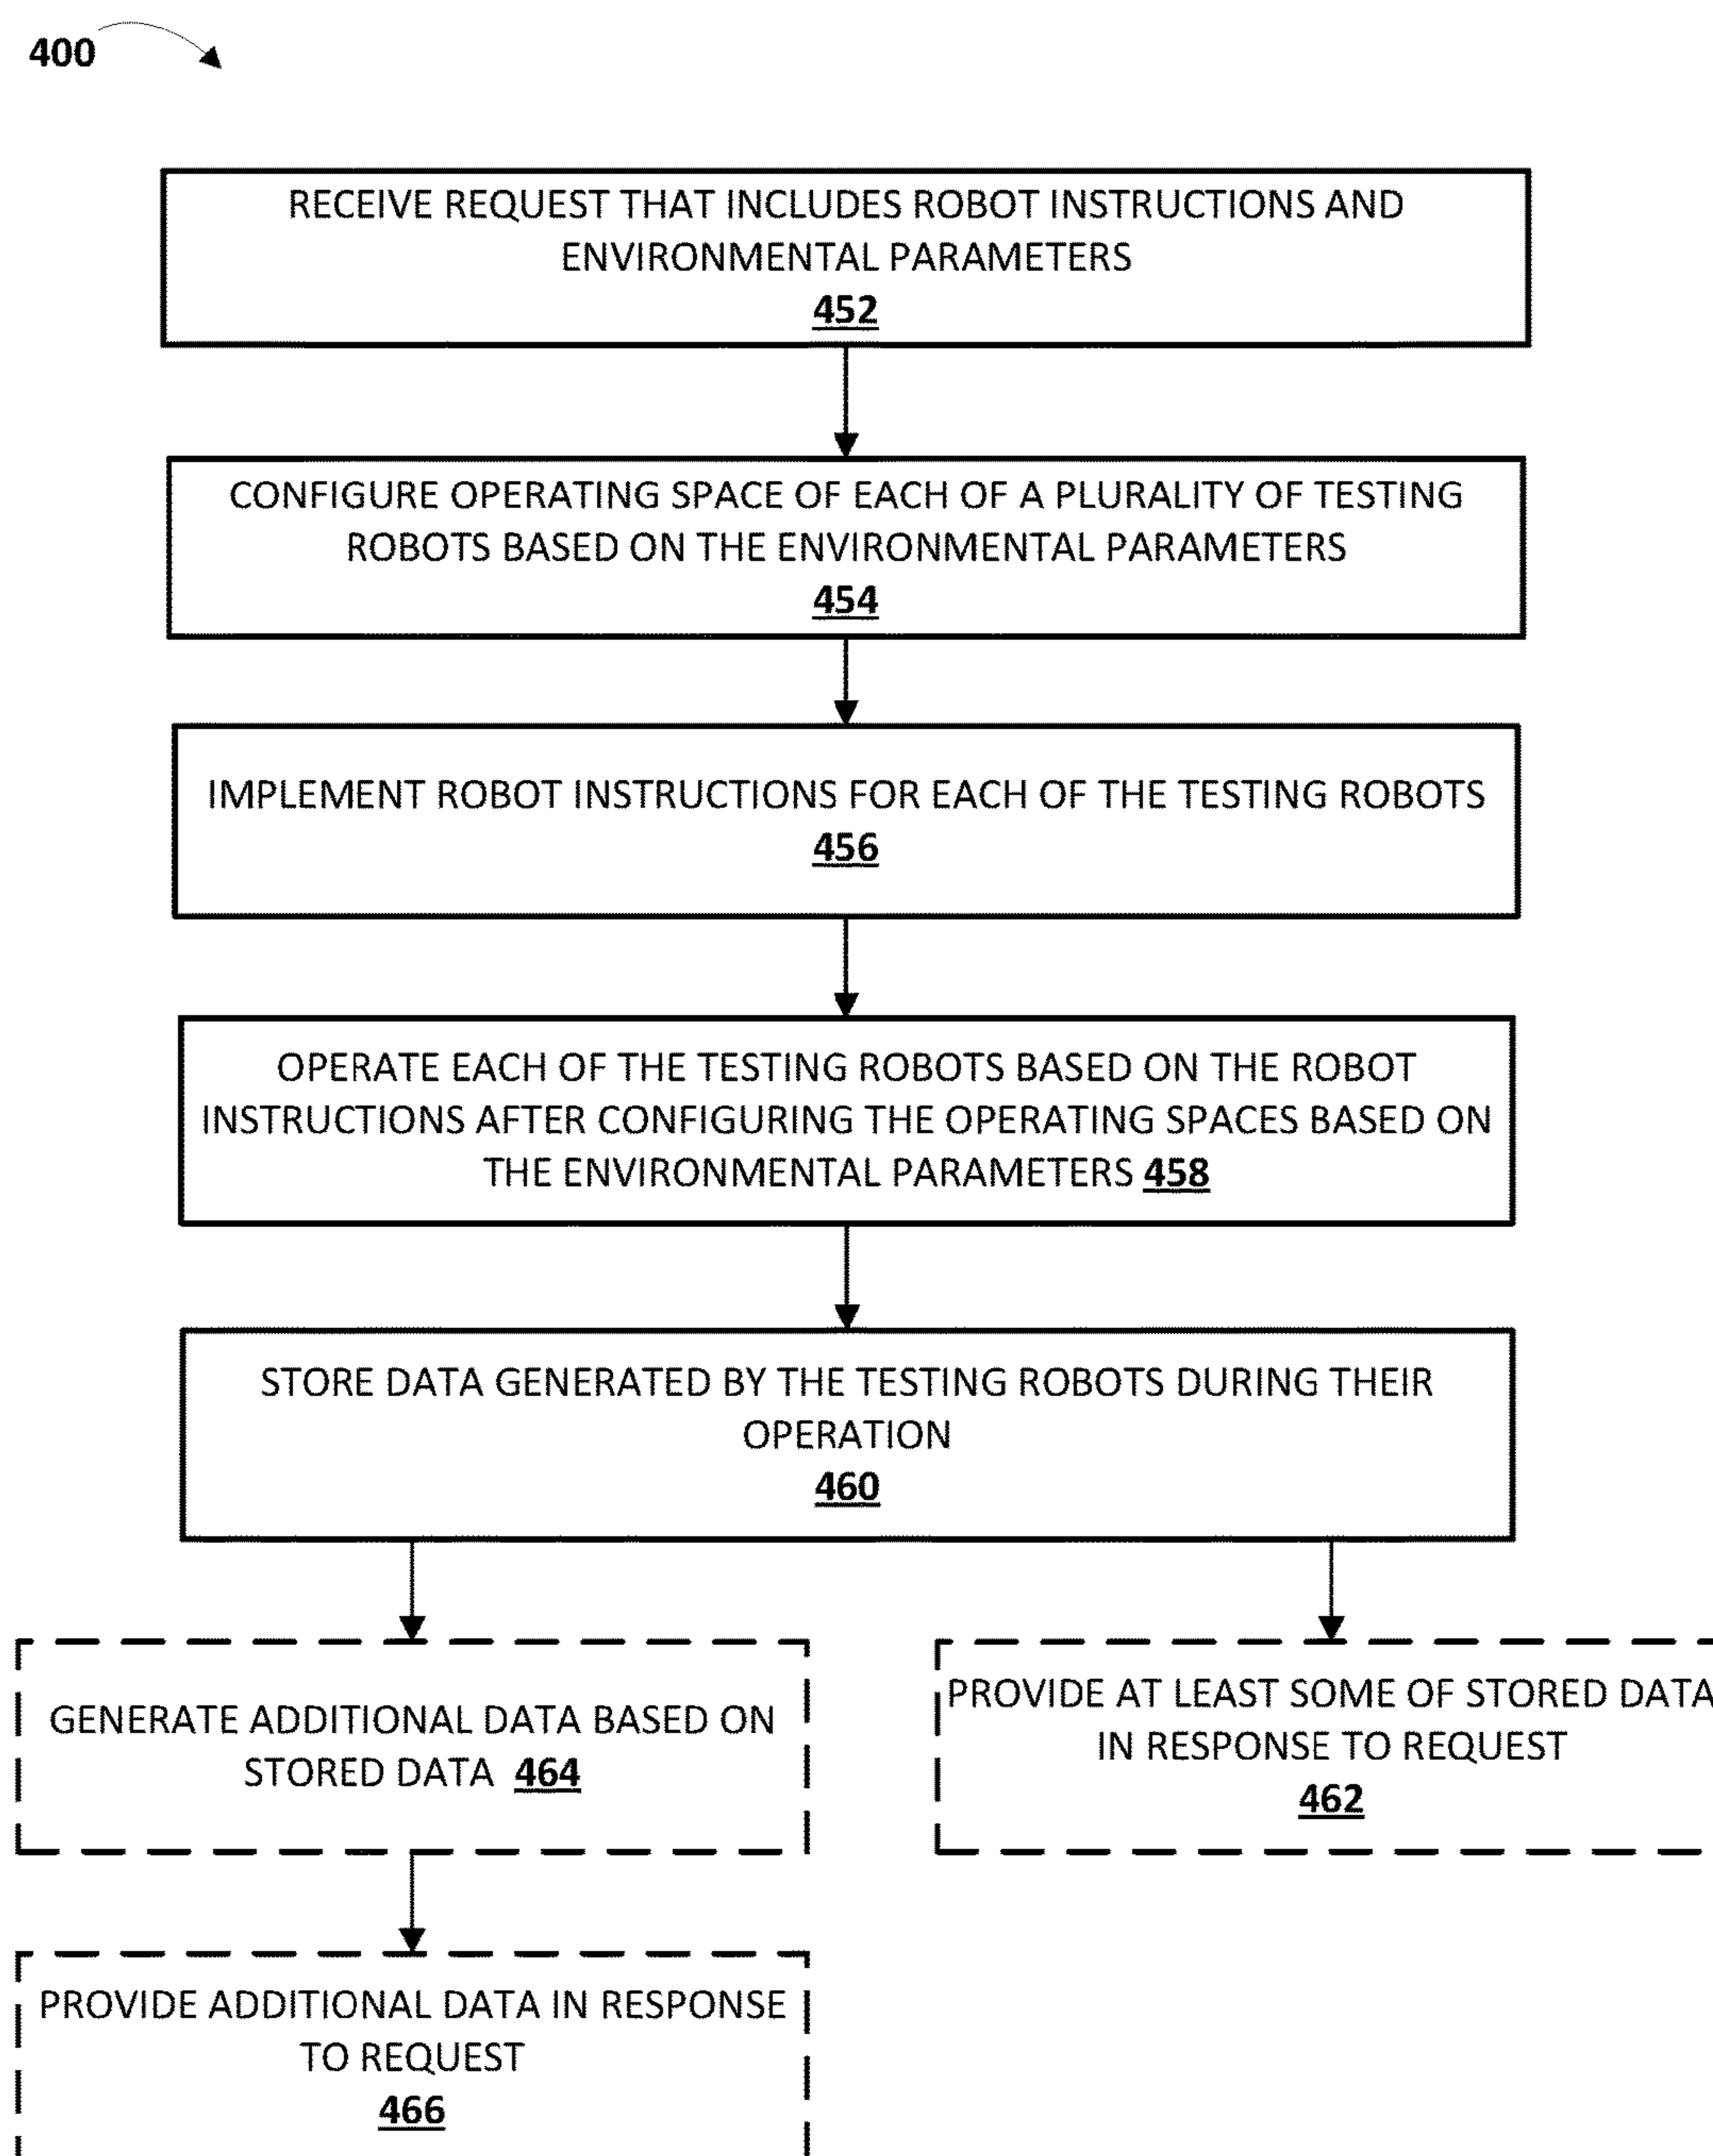 400
RECEIVE REQUEST THAT INCLUDES ROBOT INSTRUCTIONS AND
ENVIRONMENTAL PARAMETERS
452
CONFIGURE OPERATING SPACE OF EACH OF A PLURALITY OF TESTING
ROBOTS BASED ON THE ENVIRONMENTAL PARAMETERS
454
IMPLEMENT ROBOT INSTRUCTIONS FOR EACH OF THE TESTING ROBOTS
456
OPERATE EACH OF THE TESTING ROBOTS BASED ON THE ROBOT
INSTRUCTIONS AFTER CONFIGURING THE OPERATING SPACES BASED ON
THE ENVIRONMENTAL PARAMETERS 458
STORE DATA GENERATED BY THE TESTING ROBOTS DURING THEIR
OPERATION
460
GENERATE ADDITIONAL DATA BASED ON
STORED DATA 464
PROVIDE AT LEAST SOME OF STORED DATA
IN RESPONSE TO REQUEST
462
PROVIDE ADDITIONAL DATA IN RESPONSE
TO REQUEST
466